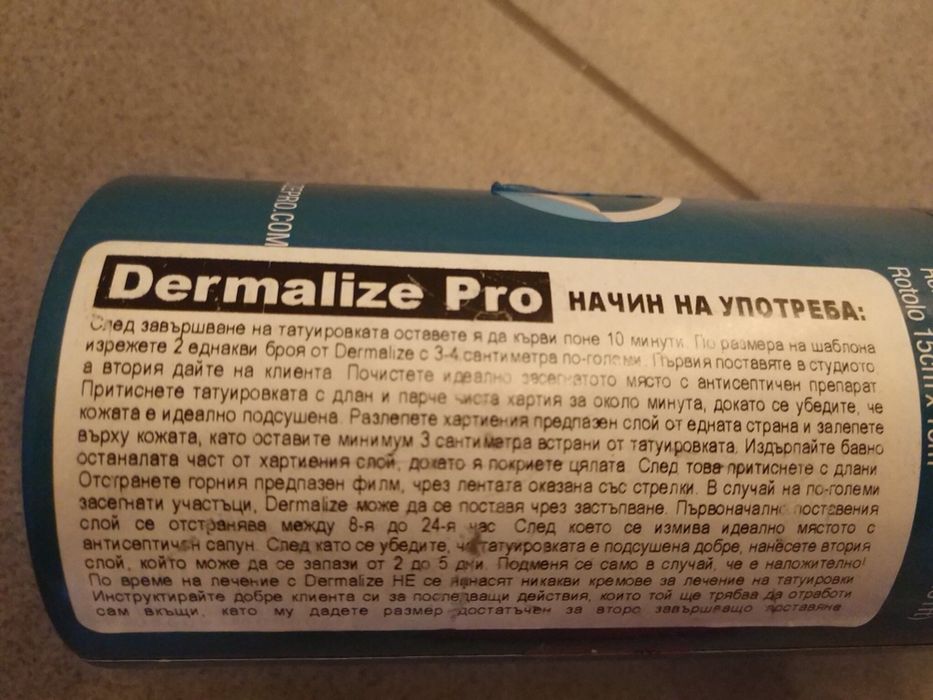 EPRO.COM
Dermalize Pro НАЧИН НА УПОТРЕБА:
След завършване на татуировката оставете я да кърви поне 10 минути. По размера на шаблона
изрежете 2 еднакви броя от Dermalize с 3-4 сантиметра по-големи. Първия поставяте в студиото,
а втория дайте на клиента. Почистете идеално засегнатото място с антисептичен препарат.
Притиснете татуировката с длан и парче чиста хартия за около минута, докато се убедите, че
кожата е идеално подсушена. Разлепете хартиения предпазен слой от едната страна и залепете
върху кожата, като оставите минимум 3 сантиметра встрани от татуировката. Издърпайте бавно
останалата част от хартиения слой, докато я покриете цялата. След това притиснете с длани.
Отстранете горния предпазен филм, чрез лентата оказана със стрелки. В случай на по-големи
засегнати участъци, Dermalize може да се поставя чрез застъпване. Първоначално поставения
слой се отстранява между 8-я до 24-я час. След което се измива идеално мястото с
антисептичен сапун. След като се убедите, че татуировката е подсушена добре, нанесете втория
слой, който може да се запази от 2 до 5 дни. Подменя се само в случай, че е наложително!
По време на лечение с Dermalize НЕ се нанасят никакви кремове за лечение на татуировки.
Инструктирайте добре клиента си за последващи действия, които той ще трябва да отработи
сам вкъщи, като му дадете размер достатъчен за второ завършващо поставяне
Rotolo 15cm x